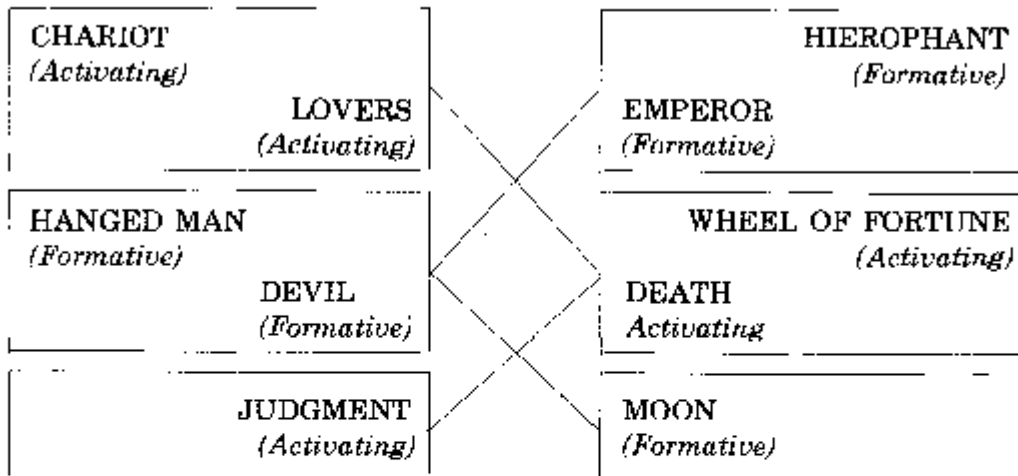 CHARIOT
(Activating)
LOVERS
(Activating)
HIEROPHANT
(Formative)
EMPEROR
(Formative)
HANGED MAN
(Formative)
DEVIL
(Formative)
WHEEL OF FORTUNE
(Activating)
DEATH
Activating
JUDGMENT
(Activating)
MOON
(Formative)